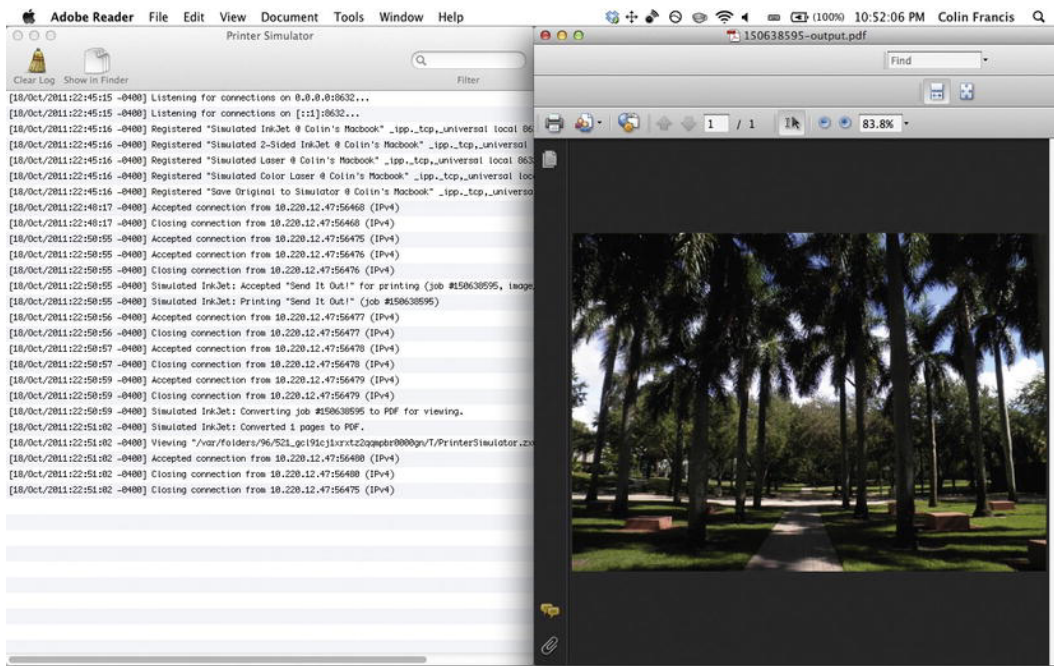 Adobe Reader File Edit View Document Tools Window Help (100%) 10:52:06 PM Colin Francis
Printer Simulator
Clear Log Show in Finder Filter
[18/Oct/2011:22:45:15 -0400] Listening for connections on 0.0.0.0:8632...
[18/Oct/2011:22:45:15 -0400] Listening for connections on [::1]:8632...
[18/Oct/2011:22:45:16 -0400] Registered "Simulated InkJet @ Colin's Macbook" _ipp._tcp,_universal local 863
[18/Oct/2011:22:45:16 -0400] Registered "Simulated 2-Sided InkJet @ Colin's Macbook" _ipp._tcp,_universal
[18/Oct/2011:22:45:16 -0400] Registered "Simulated Laser @ Colin's Macbook" _ipp._tcp,_universal local 863
[18/Oct/2011:22:45:16 -0400] Registered "Simulated Color Laser @ Colin's Macbook" _ipp._tcp,_universal loc
[18/Oct/2011:22:45:16 -0400] Registered "Save Original to Simulator @ Colin's Macbook" _ipp._tcp,_universa
[18/Oct/2011:22:48:17 -0400] Accepted connection from 10.220.12.47:56468 (IPv4)
[18/Oct/2011:22:48:17 -0400] Closing connection from 10.220.12.47:56468 (IPv4)
[18/Oct/2011:22:50:55 -0400] Accepted connection from 10.220.12.47:56475 (IPv4)
[18/Oct/2011:22:50:55 -0400] Accepted connection from 10.220.12.47:56476 (IPv4)
[18/Oct/2011:22:50:55 -0400] Closing connection from 10.220.12.47:56476 (IPv4)
[18/Oct/2011:22:50:55 -0400] Simulated InkJet: Accepted "Send It Out!" for printing (job #150638595, image,
[18/Oct/2011:22:50:55 -0400] Simulated InkJet: Printing "Send It Out!" (job #150638595)
[18/Oct/2011:22:50:56 -0400] Accepted connection from 10.220.12.47:56477 (IPv4)
[18/Oct/2011:22:50:56 -0400] Closing connection from 10.220.12.47:56477 (IPv4)
[18/Oct/2011:22:50:57 -0400] Accepted connection from 10.220.12.47:56478 (IPv4)
[18/Oct/2011:22:50:57 -0400] Closing connection from 10.220.12.47:56478 (IPv4)
[18/Oct/2011:22:50:59 -0400] Accepted connection from 10.220.12.47:56479 (IPv4)
[18/Oct/2011:22:50:59 -0400] Closing connection from 10.220.12.47:56479 (IPv4)
[18/Oct/2011:22:50:59 -0400] Simulated InkJet: Converting job #150638595 to PDF for viewing.
[18/Oct/2011:22:51:02 -0400] Simulated InkJet: Converted 1 pages to PDF.
[18/Oct/2011:22:51:02 -0400] Viewing
[18/Oct/2011:22:51:02 -0400] Accepted connection from 10.220.12.47:56480 (IPv4)
[18/Oct/2011:22:51:02 -0400] Closing connection from 10.220.12.47:56480 (IPv4)
[18/Oct/2011:22:51:02 -0400] Closing connection from 10.220.12.47:56475 (IPv4)
150638595-output.pdf
Find
1 / 1 83.8%